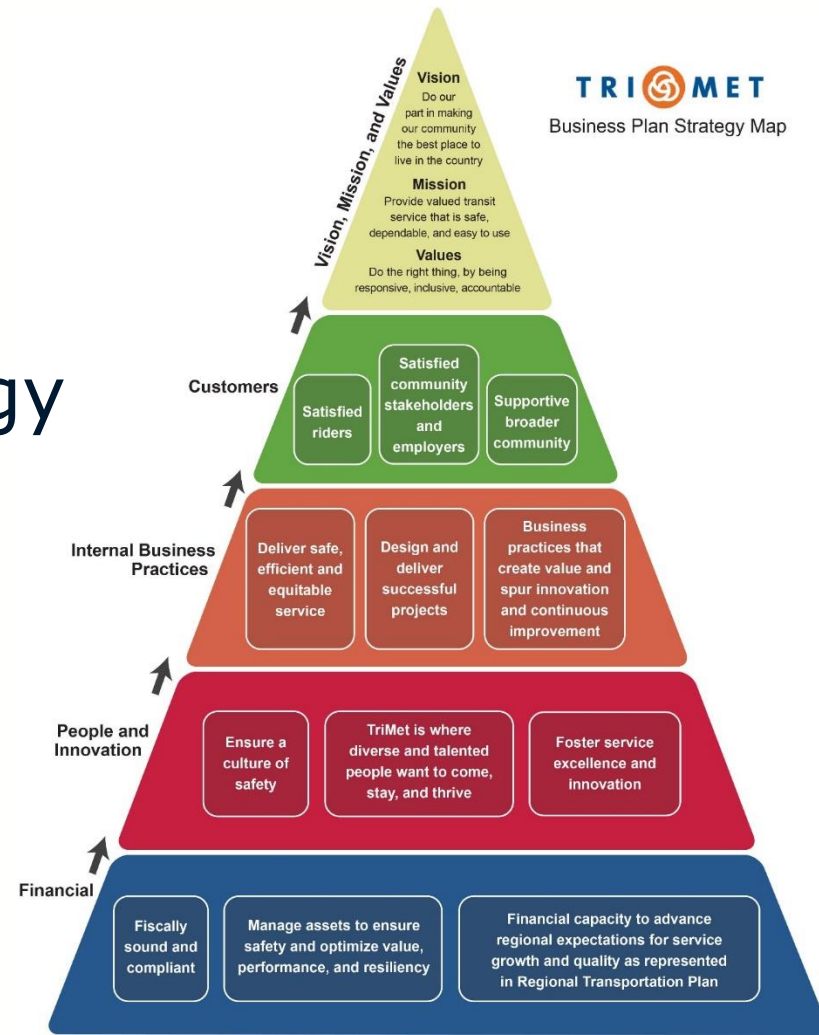 TRI MET
Business Plan Strategy Map
gy
Vision, Mission, and Values
Vision
Do our
part in making
our community
the best place to
live in the country
Mission
Provide valued transit
service that is safe,
dependable, and easy to use
Values
Do the right thing, by being
responsive, inclusive, accountable
Customers
Satisfied
riders
Satisfied
community
stakeholders
and
employers
Supportive
broader
community
Internal Business
Practices
Deliver safe,
efficient and
equitable
service
Design and
deliver
successful
projects
Business
practices that
create value and
spur innovation
and continuous
improvement
People and
Innovation
Ensure a
culture of
safety
TriMet is where
diverse and talented
people want to come,
stay, and thrive
Foster service
excellence and
innovation
Financial
Fiscally
sound and
compliant
Manage assets to ensure
safety and optimize value,
performance, and resiliency
Financial capacity to advance
regional expectations for service
growth and quality as represented
in Regional Transportation Plan